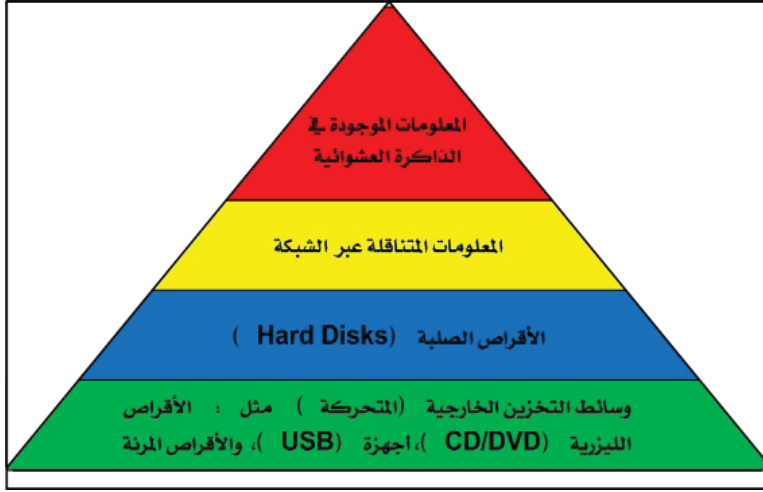 المعلومات الموجودة في
الذاكرة العشوائية
المعلومات المتناقلة عبر الشبكة
الأقراص الصلبة (Hard Disks)
وسائط التخزين الخارجية (المتحركة) مثل : الأقراص
الليزرية (CD/DVD)، أجهزة (USB)، والأقراص المرنة